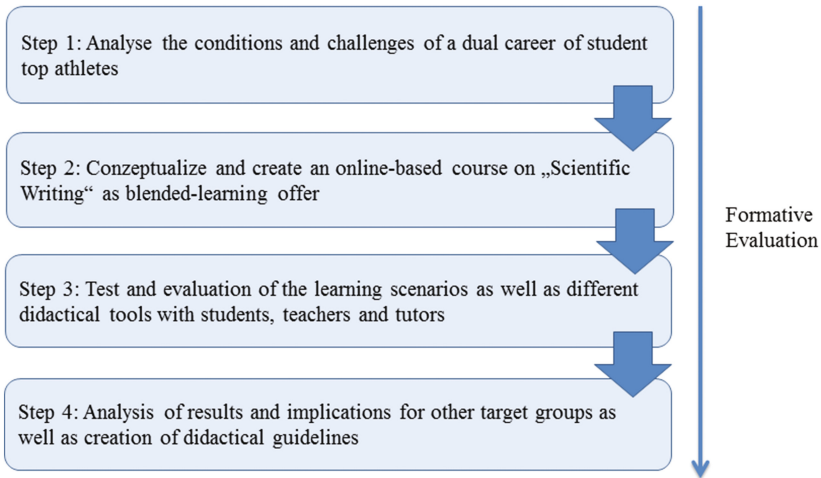 Step 1: Analyse the conditions and challenges of a dual career of student
top athletes
Step 2: Conzeptualize and create an online-based course on „Scientific
Writing“ as blended-learning offer
Step 3: Test and evaluation of the learning scenarios as well as different
didactical tools with students, teachers and tutors
Step 4: Analysis of results and implications for other target groups as
well as creation of didactical guidelines
Formative
Evaluation